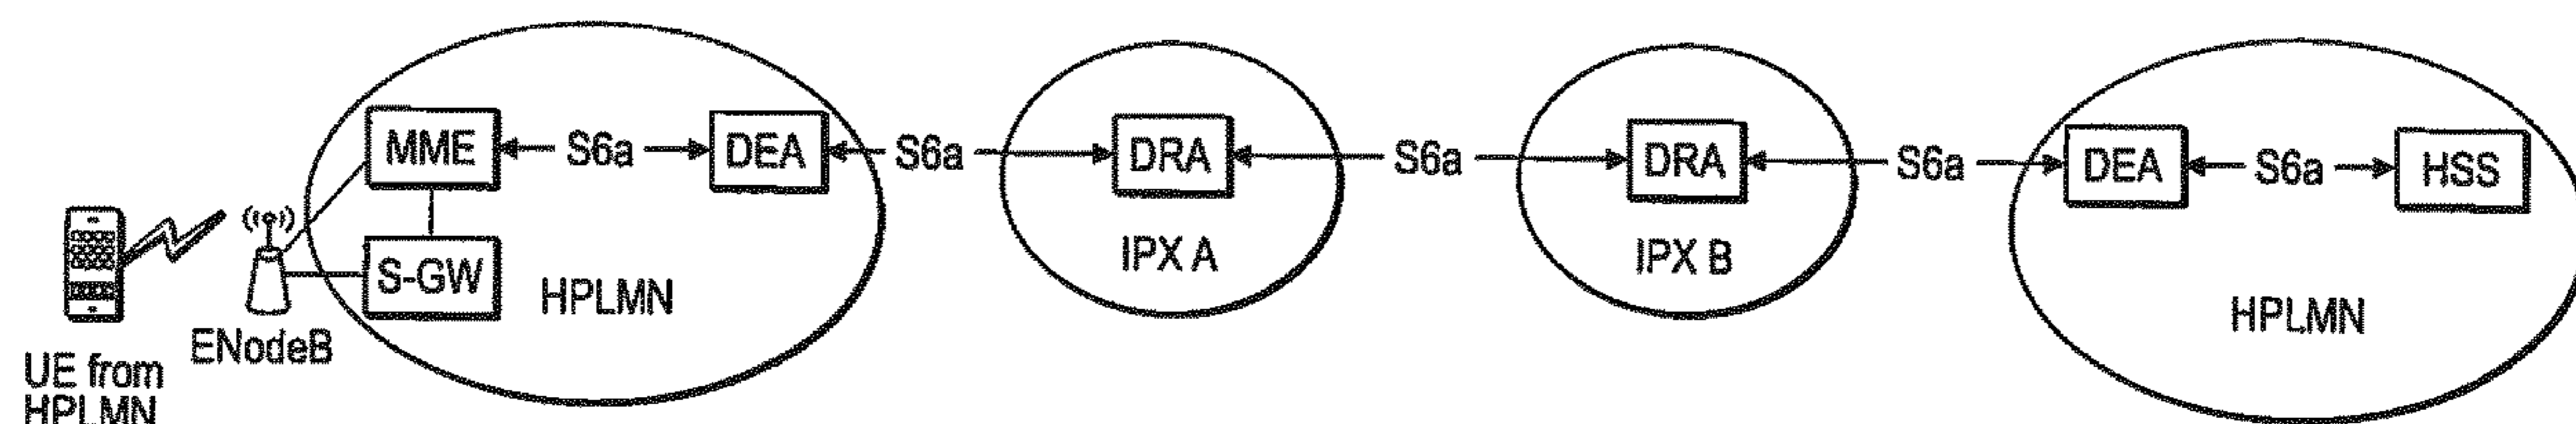 MME
S6a
DEA
S6a
DRA
S6a
DRA
S6a
DEA
S6a
HSS
S-GW
HPLMN
IPX A
IPX B
HPLMN
ENodeB
UE from
HPLMN